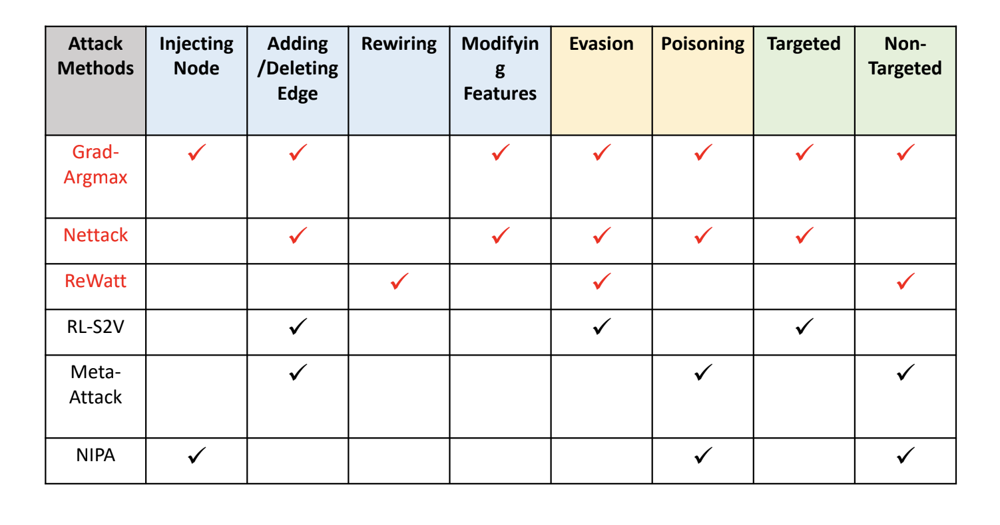 Attack
Methods
Injecting
Node
Adding
/Deleting
Edge
Rewiring
Modifyin
g
Features
Evasion
Poisoning
Targeted
Non-
Targeted
Grad-
Argmax
✓ ✓ ✓ ✓ ✓ ✓ ✓
Nettack
✓ ✓ ✓ ✓ ✓
ReWatt
✓ ✓ ✓
RL-S2V
✓ ✓ ✓
Meta-
Attack
✓ ✓ ✓
NIPA
✓ ✓ ✓